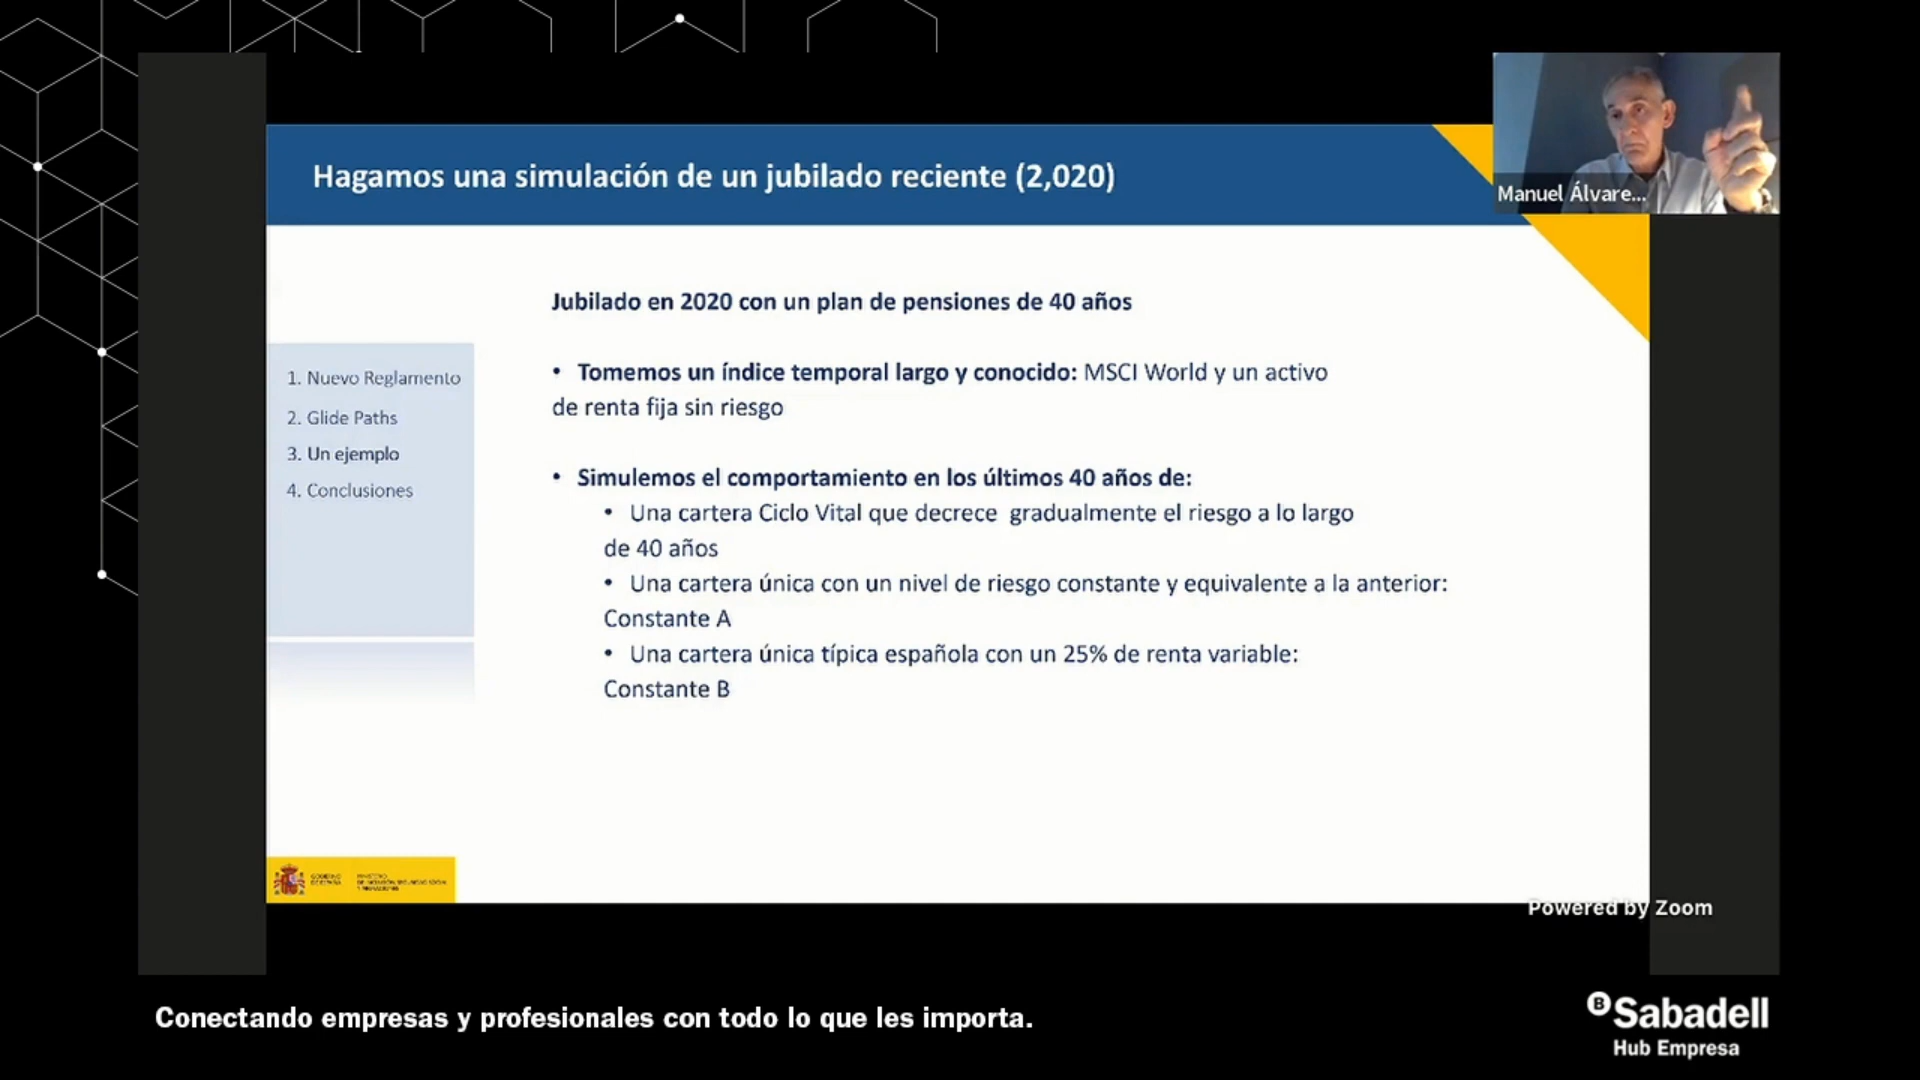 Hagamos una simulación de un jubilado reciente (2,020)
Manuel Álvare...
Jubilado en 2020 con un plan de pensiones de 40 años
• Tomemos un índice temporal largo y conocido: MSCI World y un activo
de renta fija sin riesgo
• Simulemos el comportamiento en los últimos 40 años de:
• Una cartera Ciclo Vital que decrece gradualmente el riesgo a lo largo
de 40 años
• Una cartera única con un nivel de riesgo constante y equivalente a la anterior:
Constante A
• Una cartera única típica española con un 25% de renta variable:
Constante B
1. Nuevo Reglamento
2. Glide Paths
3. Un ejemplo
4. Conclusiones
GOBIERNO
DE ESPAÑA
MINISTERIO
Powered by Zoom
Conectando empresas y profesionales con todo lo que les importa.
B Sabadell
Hub Empresa